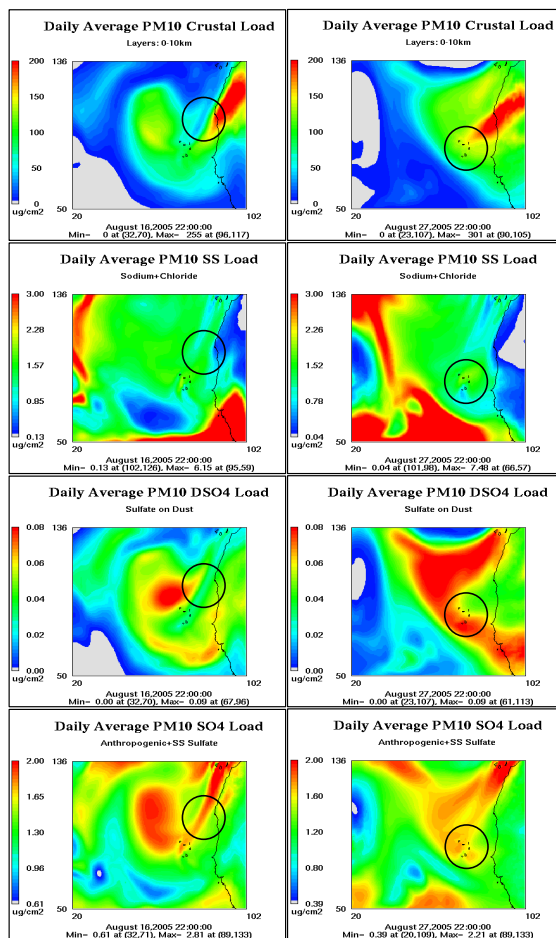 Daily Average PM10 Crustal Load
Layers: 0-10km
200
150
100
50
0
ug/cm2
136
50
20
102
August 16,2005 22:00:00
Min= 0 at (32,70), Max= 255 at (96,117)
Daily Average PM10 Crustal Load
Layers: 0-10km
200
150
100
50
0
ug/cm2
136
50
20
102
August 27,2005 22:00:00
Min= 0 at (23,107), Max= 301 at (90,105)
Daily Average PM10 SS Load
Sodium+Chloride
3.00
2.28
1.57
0.85
0.13
ug/cm2
136
50
20
102
August 16,2005 22:00:00
Min= 0.13 at (102,126), Max= 6.15 at (95,59)
Daily Average PM10 SS Load
Sodium+Chloride
3.00
2.26
1.52
0.78
0.04
ug/cm2
136
50
20
102
August 27,2005 22:00:00
Min= 0.04 at (101,98), Max= 7.48 at (66,57)
Daily Average PM10 DSO4 Load
Sulfate on Dust
0.08
0.06
0.04
0.02
0.00
ug/cm2
136
50
20
102
August 16,2005 22:00:00
Min= 0.00 at (32,70), Max= 0.09 at (67,96)
Daily Average PM10 DSO4 Load
Sulfate on Dust
0.08
0.06
0.04
0.02
0.00
ug/cm2
136
50
20
102
August 27,2005 22:00:00
Min= 0.00 at (23,107), Max= 0.09 at (61,113)
Daily Average PM10 SO4 Load
Anthropogenic+SS Sulfate
2.00
1.65
1.30
0.96
0.61
ug/cm2
136
50
20
102
August 16,2005 22:00:00
Min= 0.61 at (32,71), Max= 2.81 at (89,133)
Daily Average PM10 SO4 Load
Anthropogenic+SS Sulfate
2.00
1.60
1.20
0.80
0.39
ug/cm2
136
50
20
102
August 27,2005 22:00:00
Min= 0.39 at (20,109), Max= 2.21 at (89,133)